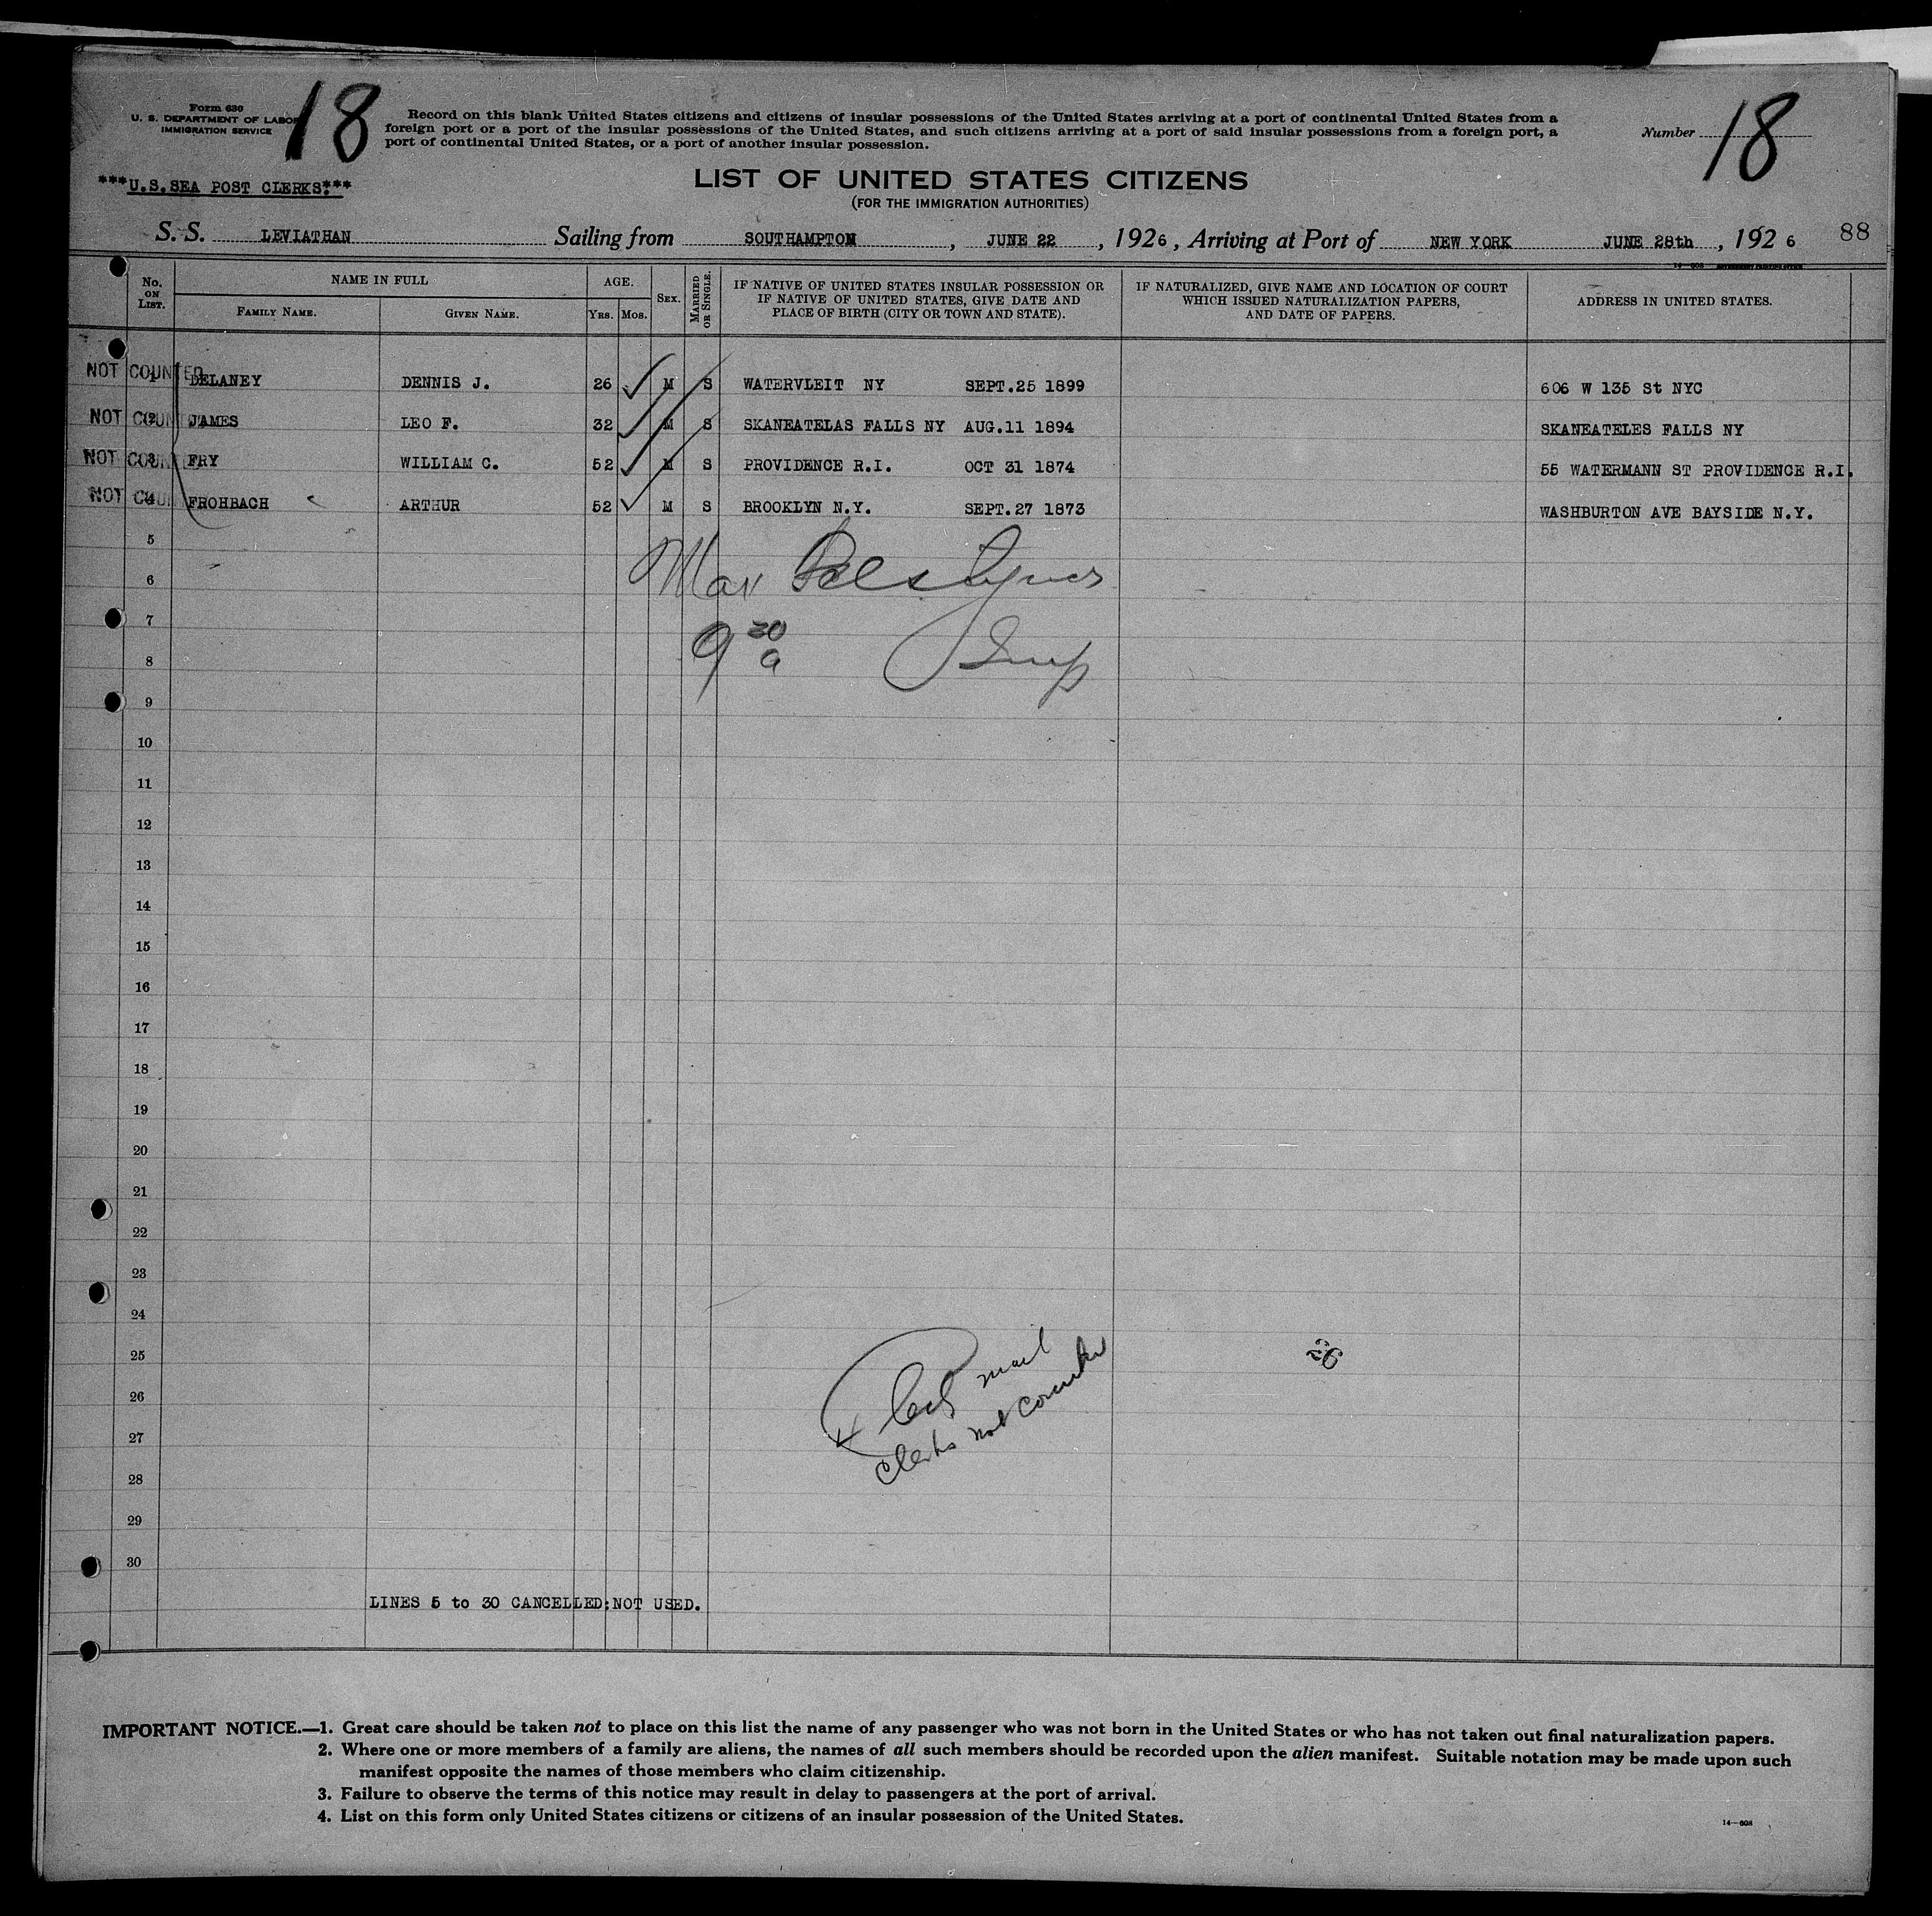 Form 630
U. S. DEPARTMENT OF LABOR
IMMIGRATION SERVICE
18
Record on this blank United States citizens and citizens of insular possessions of the United States arriving at a port of continental United States from a
foreign port or a port of the insular possessions of the United States, and such citizens arriving at a port of said insular possessions from a foreign port, a
port of continental United States, or a port of another insular possession.
Number 18
***U.S.SEA POST CLERKS***
LIST OF UNITED STATES CITIZENS
(FOR THE IMMIGRATION AUTHORITIES)
S. S. LEVIATHAN Sailing from SOUTHAMPTON, JUNE 22, 1926, Arriving at Port of NEW YORK JUNE 28th, 1926 88
No. ON LIST. NAME IN FULL FAMILY NAME. GIVEN NAME. AGE. YRS. MOS. SEX. MARRIED OR SINGLE. IF NATIVE OF UNITED STATES INSULAR POSSESSION OR IF NATIVE OF UNITED STATES, GIVE DATE AND PLACE OF BIRTH (CITY OR TOWN AND STATE). IF NATURALIZED, GIVE NAME AND LOCATION OF COURT WHICH ISSUED NATURALIZATION PAPERS, AND DATE OF PAPERS. ADDRESS IN UNITED STATES.
NOT COUNTED 1 DELANEY DENNIS J. 26 M S WATERVLEIT NY SEPT.25 1899 606 W 135 St NYC
NOT COUNTED 2 JAMES LEO F. 32 M S SKANEATELAS FALLS NY AUG.11 1894 SKANEATELES FALLS NY
NOT COUNTED 3 FRY WILLIAM C. 52 M S PROVIDENCE R.I. OCT 31 1874 55 WATERMANN ST PROVIDENCE R.I.
NOT COUNTED 4 FROHBACH ARTHUR 52 M S BROOKLYN N.Y. SEPT.27 1873 WASHBURTON AVE BAYSIDE N.Y.
5
6 Max
7
9 30 a Insp
8
9
10
11
12
13
14
15
16
17
18
19
20
21
22
23
24
25
26
27
28
29
30
mail
clerks not counted
26
LINES 5 to 30 CANCELLED:NOT USED.
IMPORTANT NOTICE.—1. Great care should be taken not to place on this list the name of any passenger who was not born in the United States or who has not taken out final naturalization papers.
2. Where one or more members of a family are aliens, the names of all such members should be recorded upon the alien manifest. Suitable notation may be made upon such
manifest opposite the names of those members who claim citizenship.
3. Failure to observe the terms of this notice may result in delay to passengers at the port of arrival.
4. List on this form only United States citizens or citizens of an insular possession of the United States.
14—608